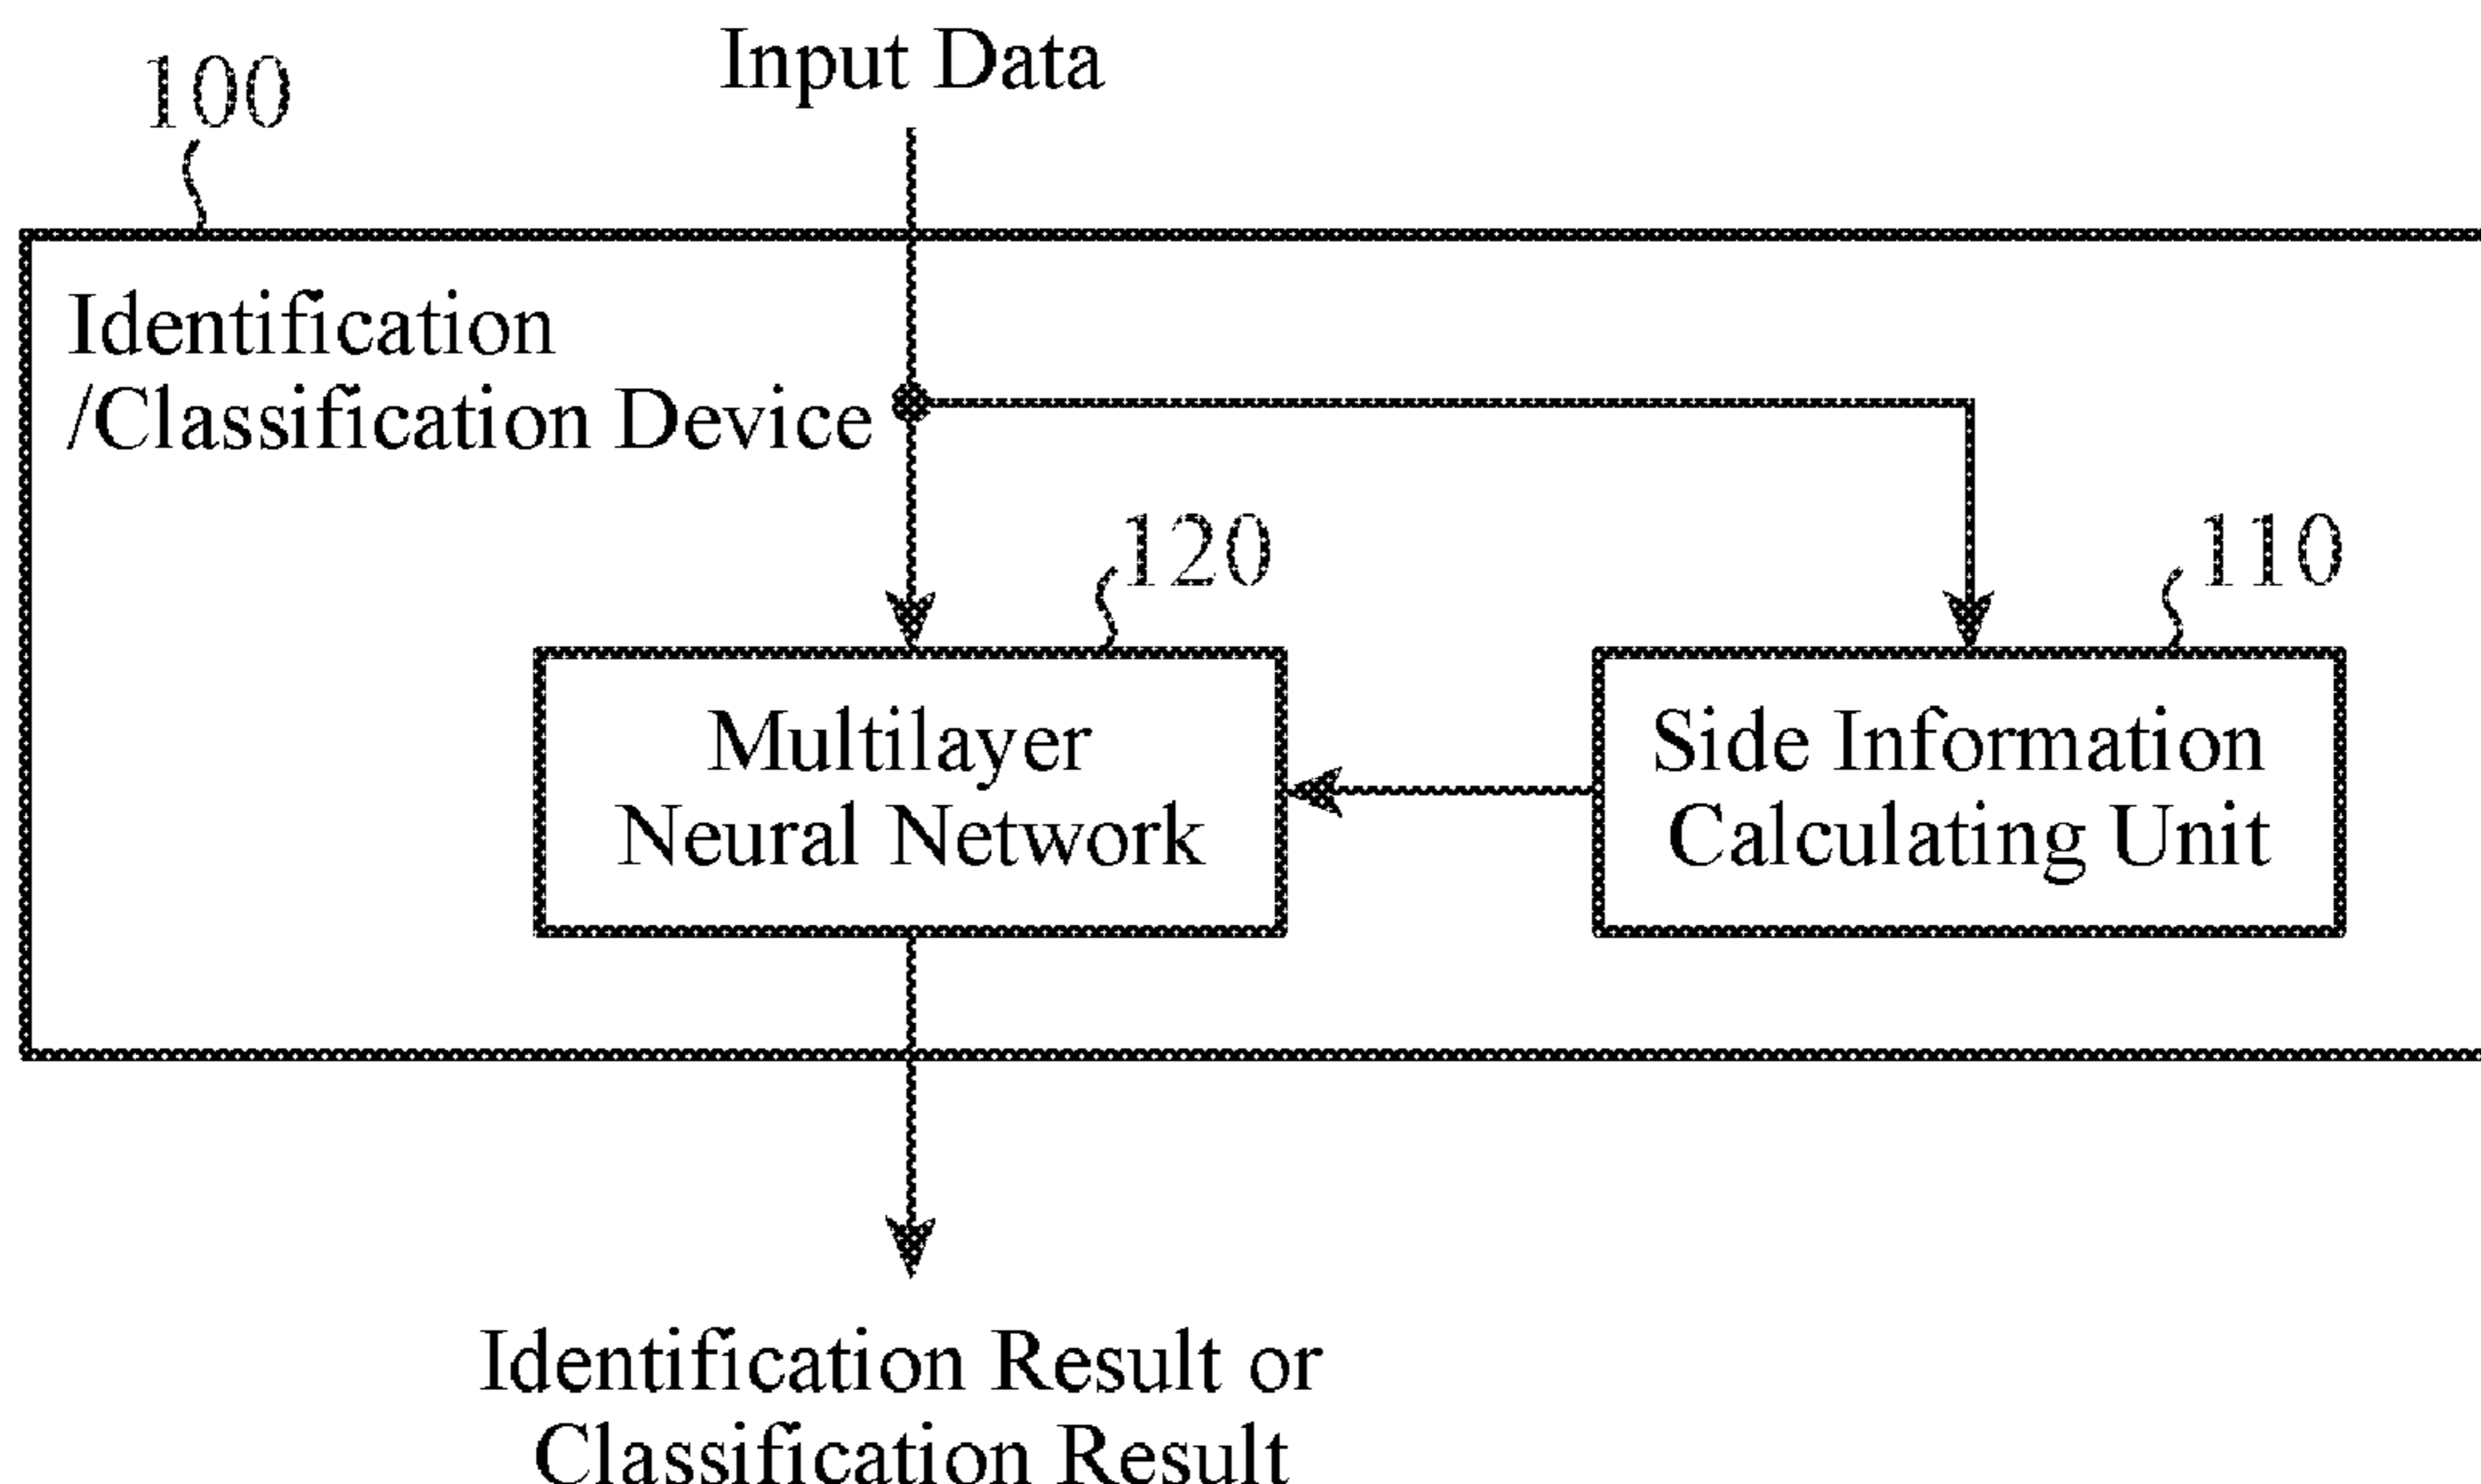 Input Data
100
Identification
/Classification Device
120
110
Multilayer
Neural Network
Side Information
Calculating Unit
Identification Result or
Classification Result